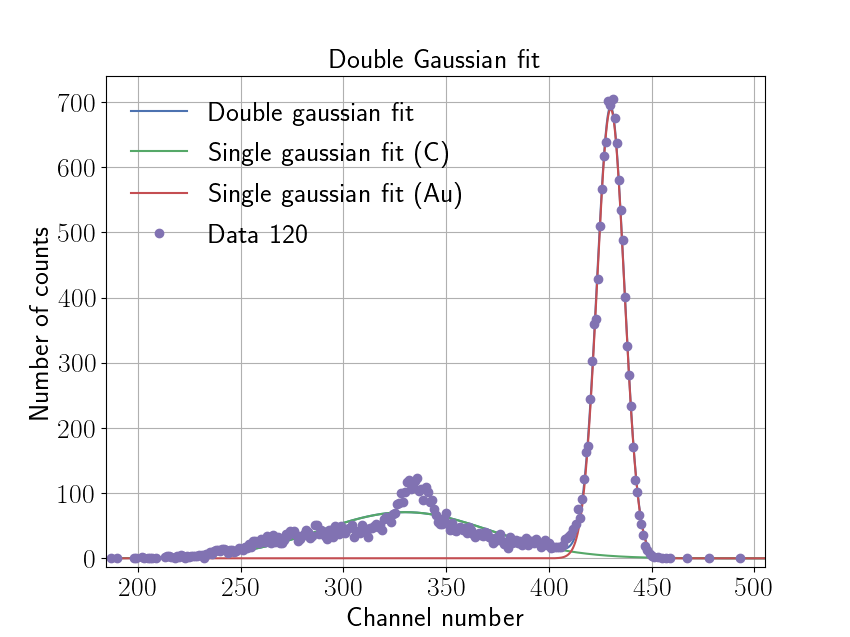 Double Gaussian fit
700
600
500
400
300
200
100
0
Number of counts
Double gaussian fit
Single gaussian fit (C)
Single gaussian fit (Au)
Data 120
200 250 300 350 400 450 500
Channel number